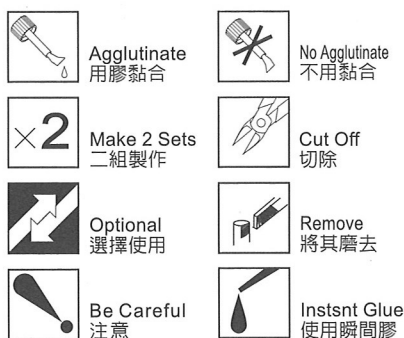 Agglutinate
用膠黏合
No Agglutinate
不用黏合
×2
Make 2 Sets
二組製作
Cut Off
切除
Optional
選擇使用
Remove
將其磨去
Be Careful
注意
Instsnt Glue
使用瞬間膠